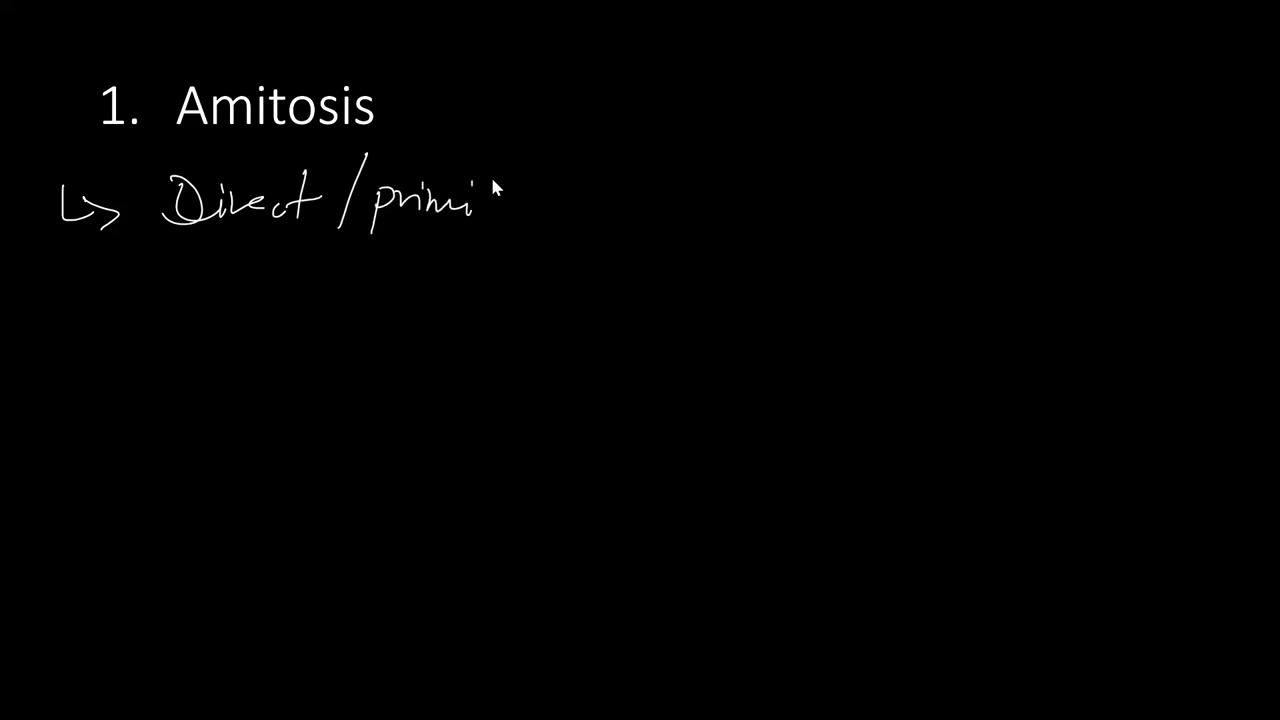 1. Amitosis
↳ Direct / primi